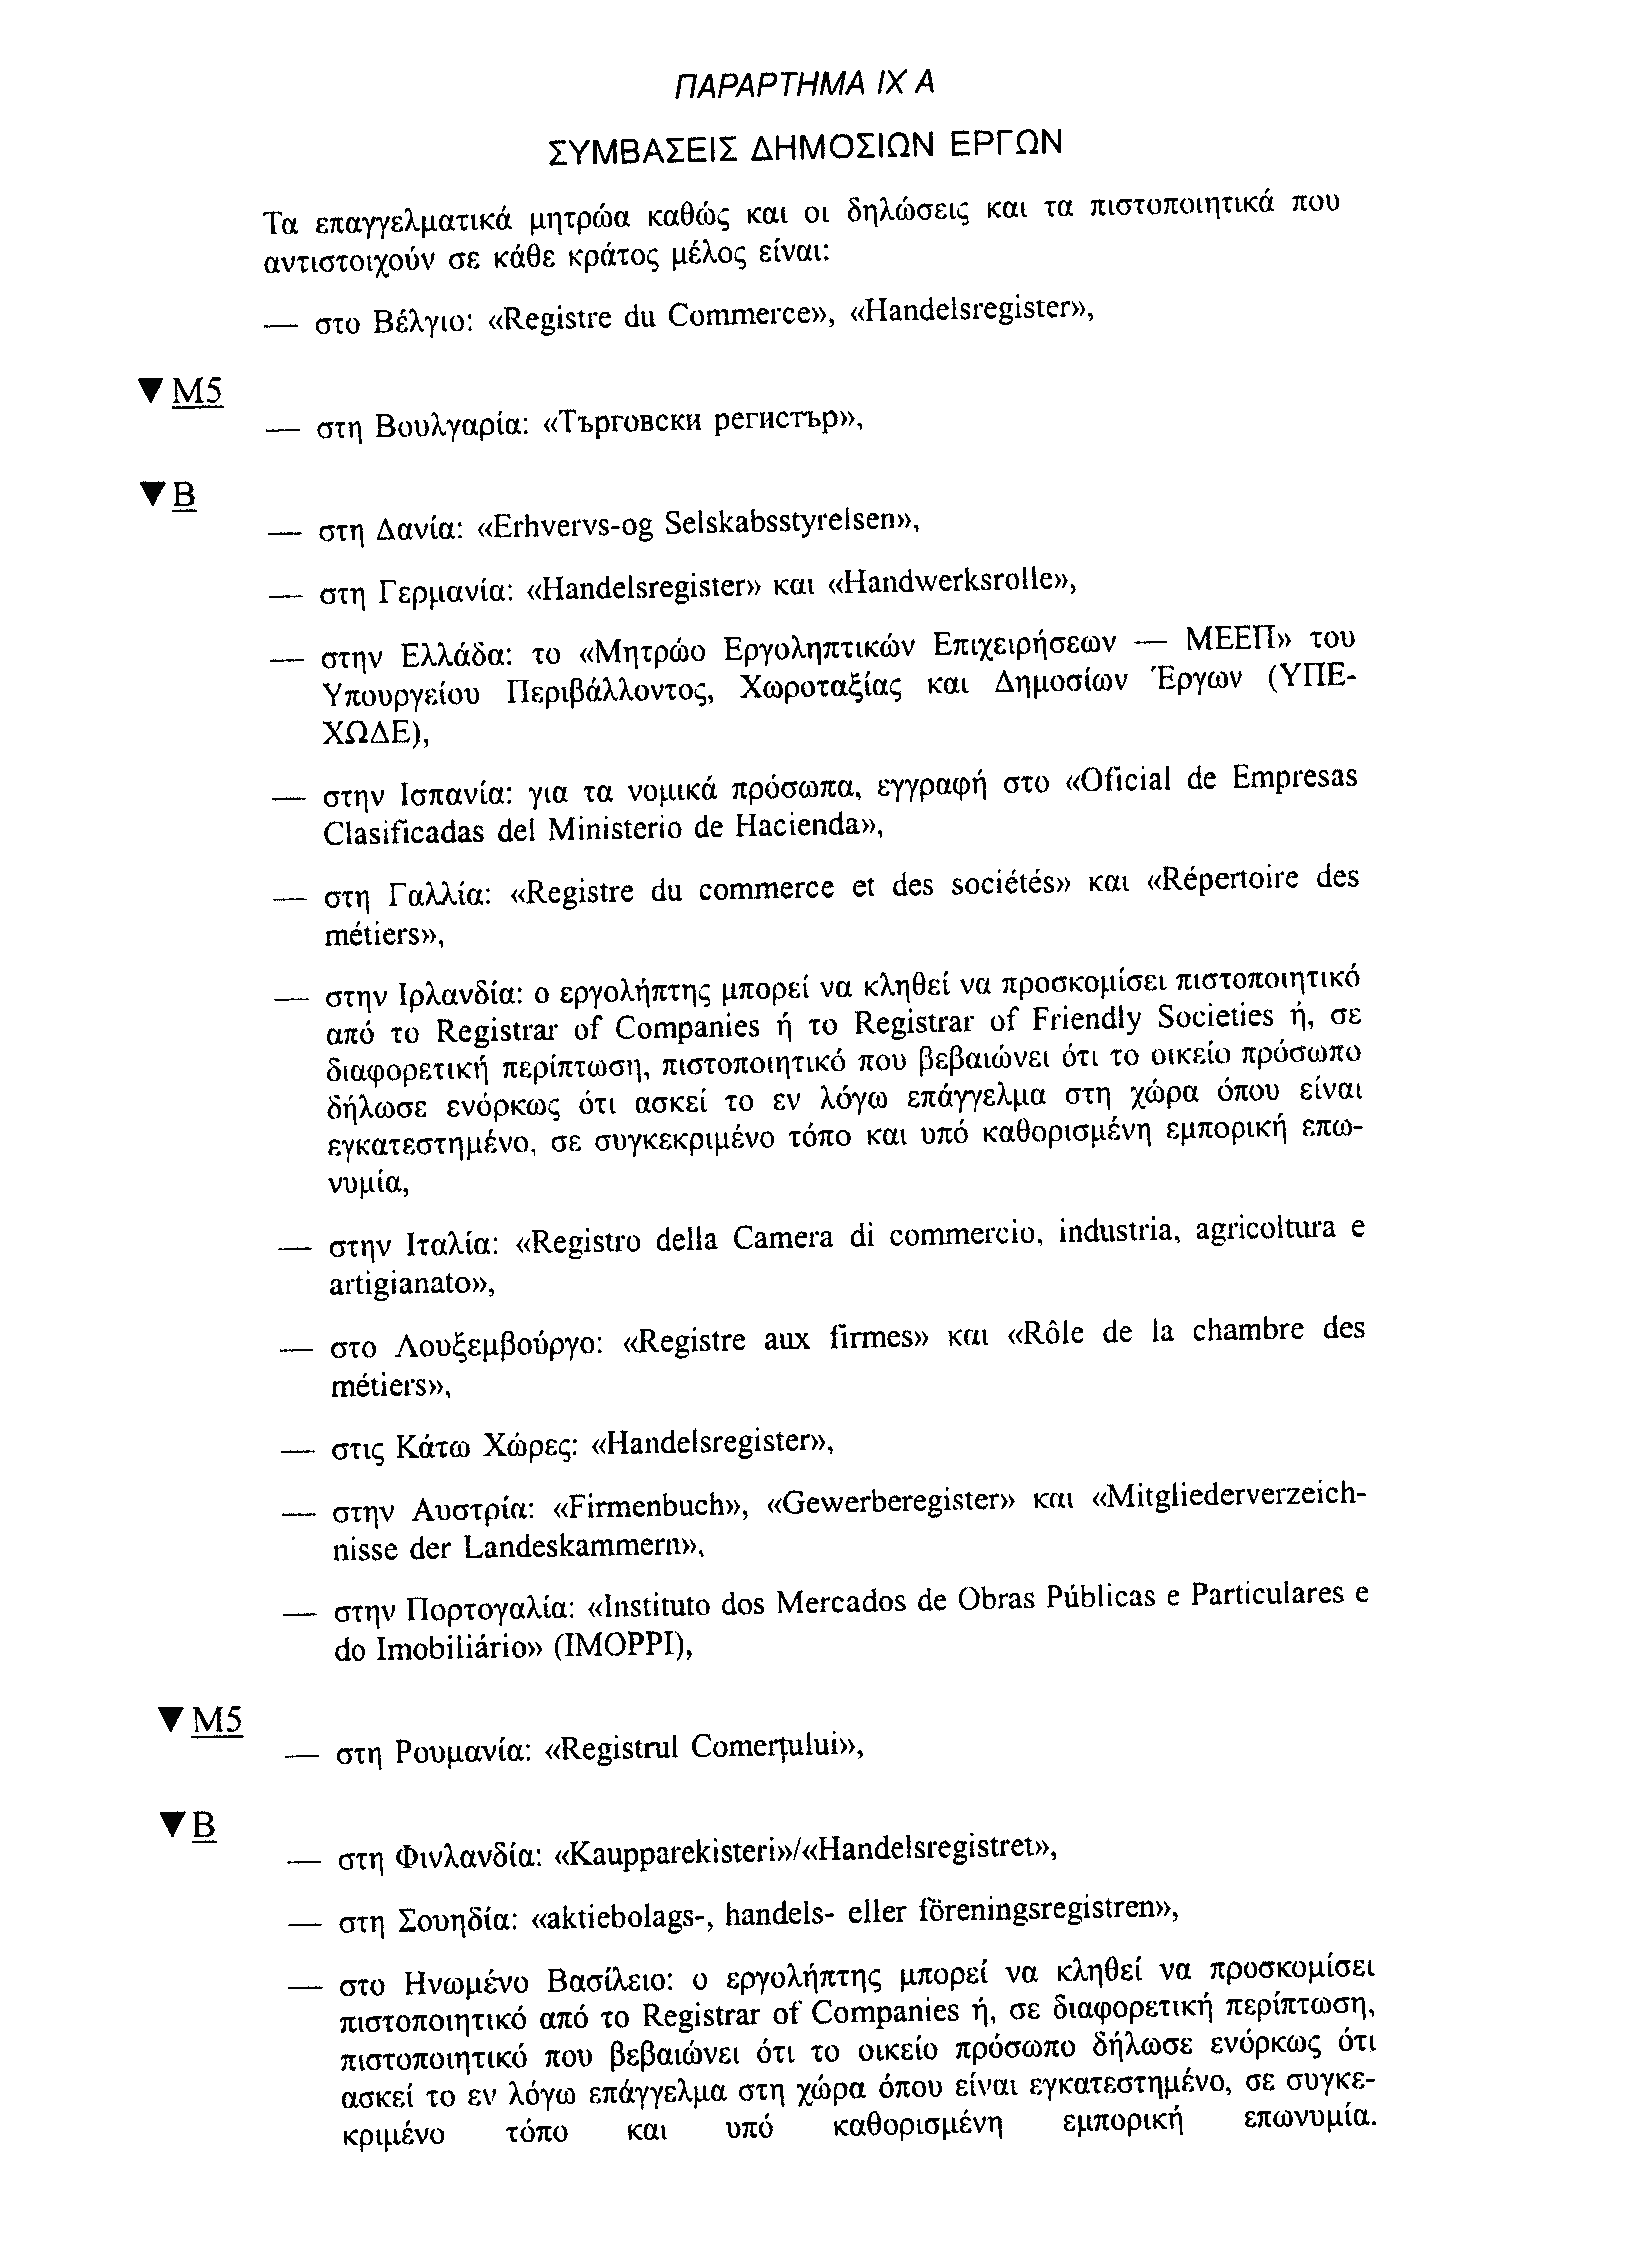 ΠΑΡΑΡΤΗΜΑ IX A
ΣΥΜΒΑΣΕΙΣ ΔΗΜΟΣΙΩΝ ΕΡΓΩΝ
Τα επαγγελματικά μητρώα καθώς και οι δηλώσεις και τα πιστοποιητικά που
αντιστοιχούν σε κάθε κράτος μέλος είναι:
— στο Βέλγιο: «Registre du Commerce», «Handelsregister»,
▼ M5
— στη Βουλγαρία: «Търговски регистър»,
▼ B
— στη Δανία: «Erhvervs-og Selskabsstyrelsen»,
— στη Γερμανία: «Handelsregister» και «Handwerksrolle»,
— στην Ελλάδα: το «Μητρώο Εργοληπτικών Επιχειρήσεων — ΜΕΕΠ» του
Υπουργείου Περιβάλλοντος, Χωροταξίας και Δημοσίων Έργων (ΥΠΕ-
ΧΩΔΕ),
— στην Ισπανία: για τα νομικά πρόσωπα, εγγραφή στο «Oficial de Empresas
Clasificadas del Ministerio de Hacienda»,
— στη Γαλλία: «Registre du commerce et des sociétés» και «Répertoire des
métiers»,
— στην Ιρλανδία: ο εργολήπτης μπορεί να κληθεί να προσκομίσει πιστοποιητικό
από το Registrar of Companies ή το Registrar of Friendly Societies ή, σε
διαφορετική περίπτωση, πιστοποιητικό που βεβαιώνει ότι το οικείο πρόσωπο
δήλωσε ενόρκως ότι ασκεί το εν λόγω επάγγελμα στη χώρα όπου είναι
εγκατεστημένο, σε συγκεκριμένο τόπο και υπό καθορισμένη εμπορική επω-
νυμία,
— στην Ιταλία: «Registro della Camera di commercio, industria, agricoltura e
artigianato»,
— στο Λουξεμβούργο: «Registre aux firmes» και «Rôle de la chambre des
métiers»,
— στις Κάτω Χώρες: «Handelsregister»,
— στην Αυστρία: «Firmenbuch», «Gewerberegister» και «Mitgliederverzeich-
nisse der Landeskammern»,
— στην Πορτογαλία: «Instituto dos Mercados de Obras Públicas e Particulares e
do Imobiliário» (IMOPPI),
▼ M5
— στη Ρουμανία: «Registrul Comerțului»,
▼ B
— στη Φινλανδία: «Kaupparekisteri»/«Handelsregistret»,
— στη Σουηδία: «aktiebolags-, handels- eller föreningsregistren»,
— στο Ηνωμένο Βασίλειο: ο εργολήπτης μπορεί να κληθεί να προσκομίσει
πιστοποιητικό από το Registrar of Companies ή, σε διαφορετική περίπτωση,
πιστοποιητικό που βεβαιώνει ότι το οικείο πρόσωπο δήλωσε ενόρκως ότι
ασκεί το εν λόγω επάγγελμα στη χώρα όπου είναι εγκατεστημένο, σε συγκε-
κριμένο τόπο και υπό καθορισμένη εμπορική επωνυμία.